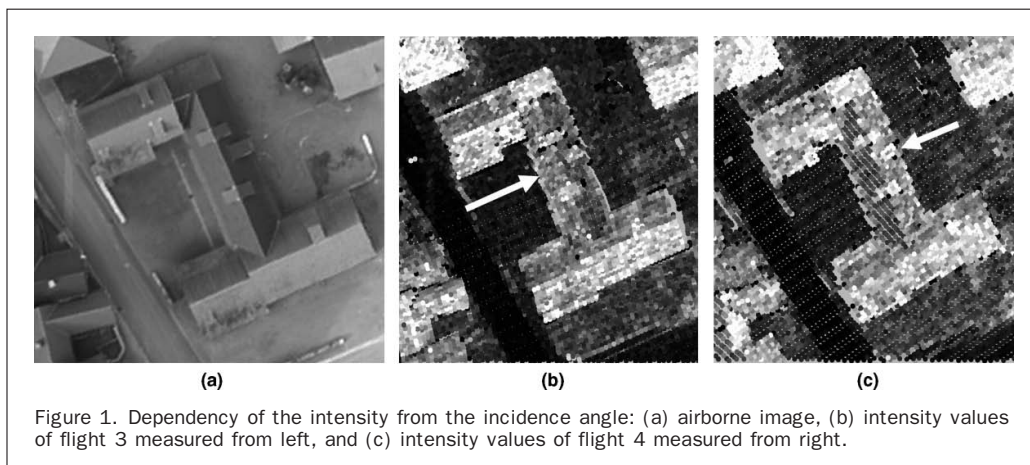 (a)
(b)
(c)
Figure 1. Dependency of the intensity from the incidence angle: (a) airborne image, (b) intensity values
of flight 3 measured from left, and (c) intensity values of flight 4 measured from right.